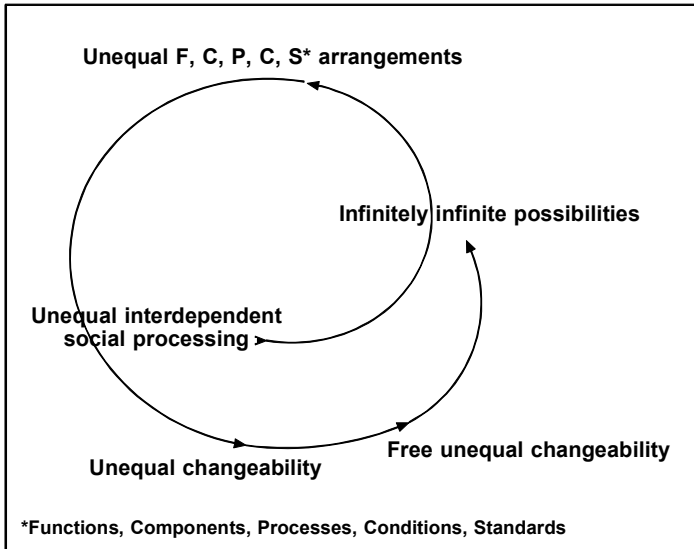 Unequal F, C, P, C, S* arrangements
Infinitely infinite possibilities
Unequal interdependent
social processing
Free unequal changeability
Unequal changeability
*Functions, Components, Processes, Conditions, Standards